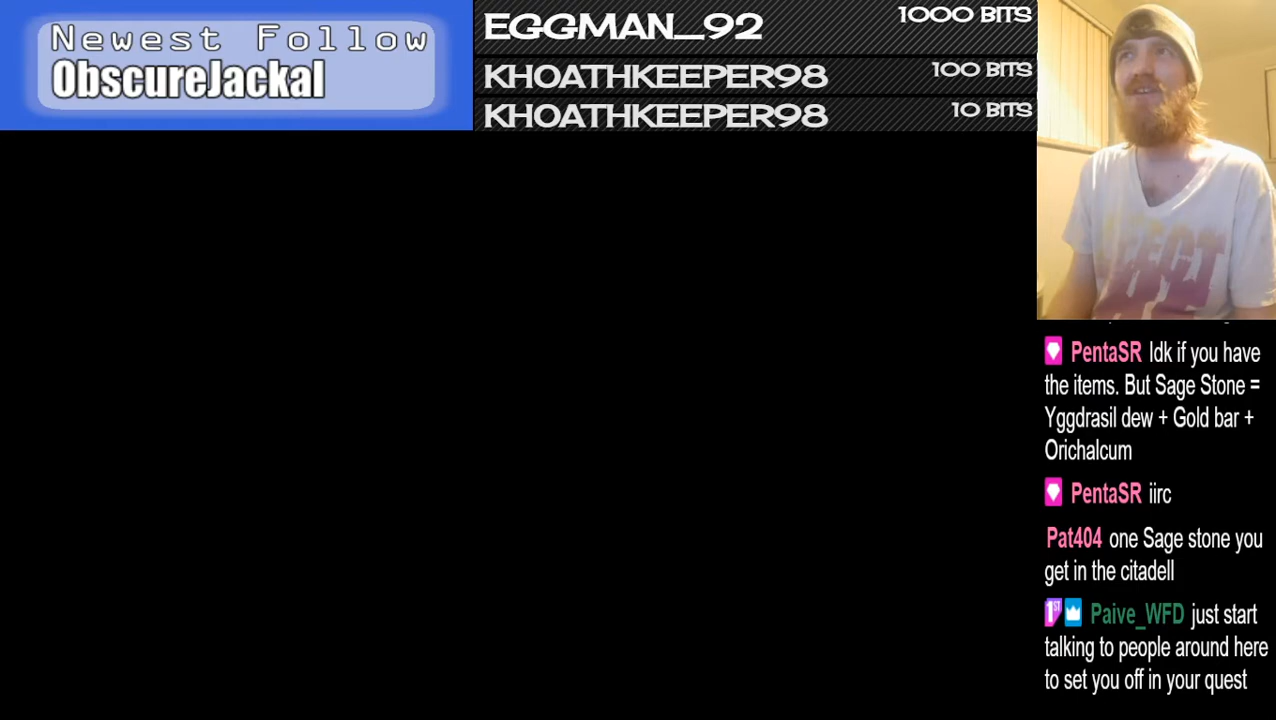 Newest Follow
ObscureJackal
EGGMAN_92 1000 BITS
KHOATHKEEPER98 100 BITS
KHOATHKEEPER98 10 BITS
PentaSR Idk if you have
the items. But Sage Stone =
Yggdrasil dew + Gold bar +
Orichalcum
PentaSR iirc
Pat404 one Sage stone you
get in the citadell
1ST Paive_WFD just start
talking to people around here
to set you off in your quest